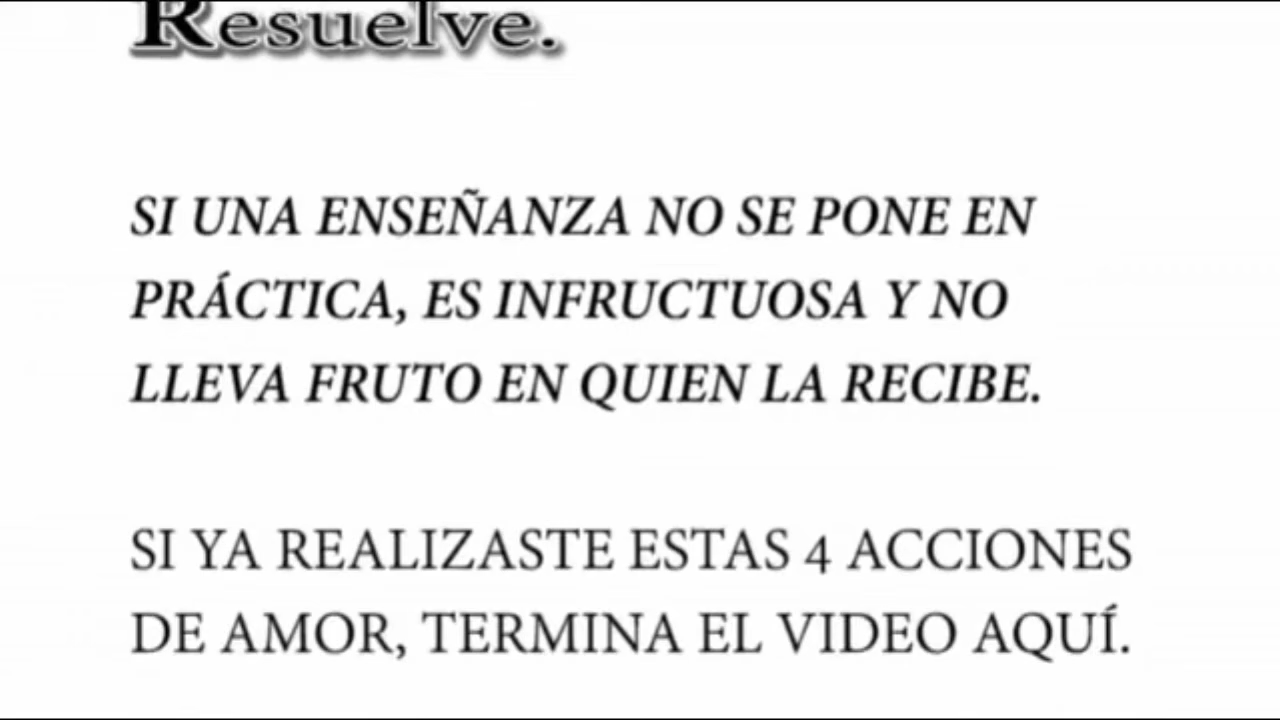 Resuelve.
SI UNA ENSEÑANZA NO SE PONE EN
PRÁCTICA, ES INFRUCTUOSA Y NO
LLEVA FRUTO EN QUIEN LA RECIBE.
SI YA REALIZASTE ESTAS 4 ACCIONES
DE AMOR, TERMINA EL VIDEO AQUÍ.